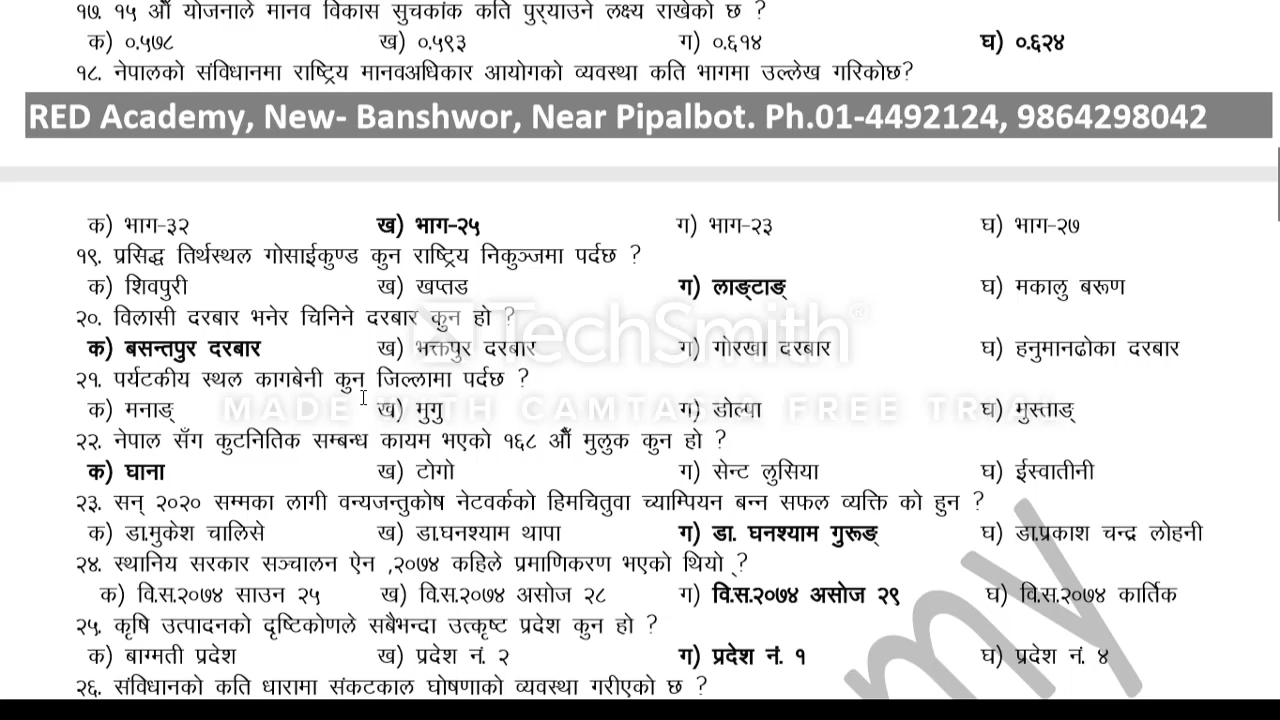 १७. १५ औं योजनाले मानव विकास सुचकांक कति पुर्‍याउने लक्ष्य राखेको छ ?
क) ०.५७८ ख) ०.५९३ ग) ०.६१४ घ) ०.६२४
१८. नेपालको संविधानमा राष्ट्रिय मानवअधिकार आयोगको व्यवस्था कति भागमा उल्लेख गरिकोछ?
RED Academy, New- Banshwor, Near Pipalbot. Ph.01-4492124, 9864298042
क) भाग-३२ ख) भाग-२५ ग) भाग-२३ घ) भाग-२७
१९. प्रसिद्ध तिर्थस्थल गोसाईकुण्ड कुन राष्ट्रिय निकुञ्जमा पर्दछ ?
क) शिवपुरी ख) खप्तड ग) लाङ्टाङ् घ) मकालु बरूण
२०. विलासी दरबार भनेर चिनिने दरबार कुन हो ?
TechSmith®
क) बसन्तपुर दरबार ख) भक्तपुर दरबार ग) गोरखा दरबार घ) हनुमानढोका दरबार
२१. पर्यटकीय स्थल कागबेनी कुन जिल्लामा पर्दछ ?
MADE WITH CAMTASIA FREE TRIAL
क) मनाङ् ख) मुगु ग) डोल्पा घ) मुस्ताङ्
२२. नेपाल सँग कुटनितिक सम्बन्ध कायम भएको १६८ औं मुलुक कुन हो ?
क) घाना ख) टोगो ग) सेन्ट लुसिया घ) ईस्वातीनी
२३. सन् २०२० सम्मका लागी वन्यजन्तुकोष नेटवर्कको हिमचितुवा च्याम्पियन बन्न सफल व्यक्ति को हुन ?
क) डा.मुकेश चालिसे ख) डा.घनश्याम थापा ग) डा. घनश्याम गुरूङ् घ) डा.प्रकाश चन्द्र लोहनी
२४. स्थानिय सरकार सञ्चालन ऐन ,२०७४ कहिले प्रमाणिकरण भएको थियो ?
क) वि.स.२०७४ साउन २५ ख) वि.स.२०७४ असोज २८ ग) वि.स.२०७४ असोज २९ घ) वि.स.२०७४ कार्तिक
२५. कृषि उत्पादनको दृष्टिकोणले सबैभन्दा उत्कृष्ट प्रदेश कुन हो ?
क) बाग्मती प्रदेश ख) प्रदेश नं. २ ग) प्रदेश नं. १ घ) प्रदेश नं. ४
२६. संविधानको कति धारामा संकटकाल घोषणाको व्यवस्था गरीएको छ ?
my